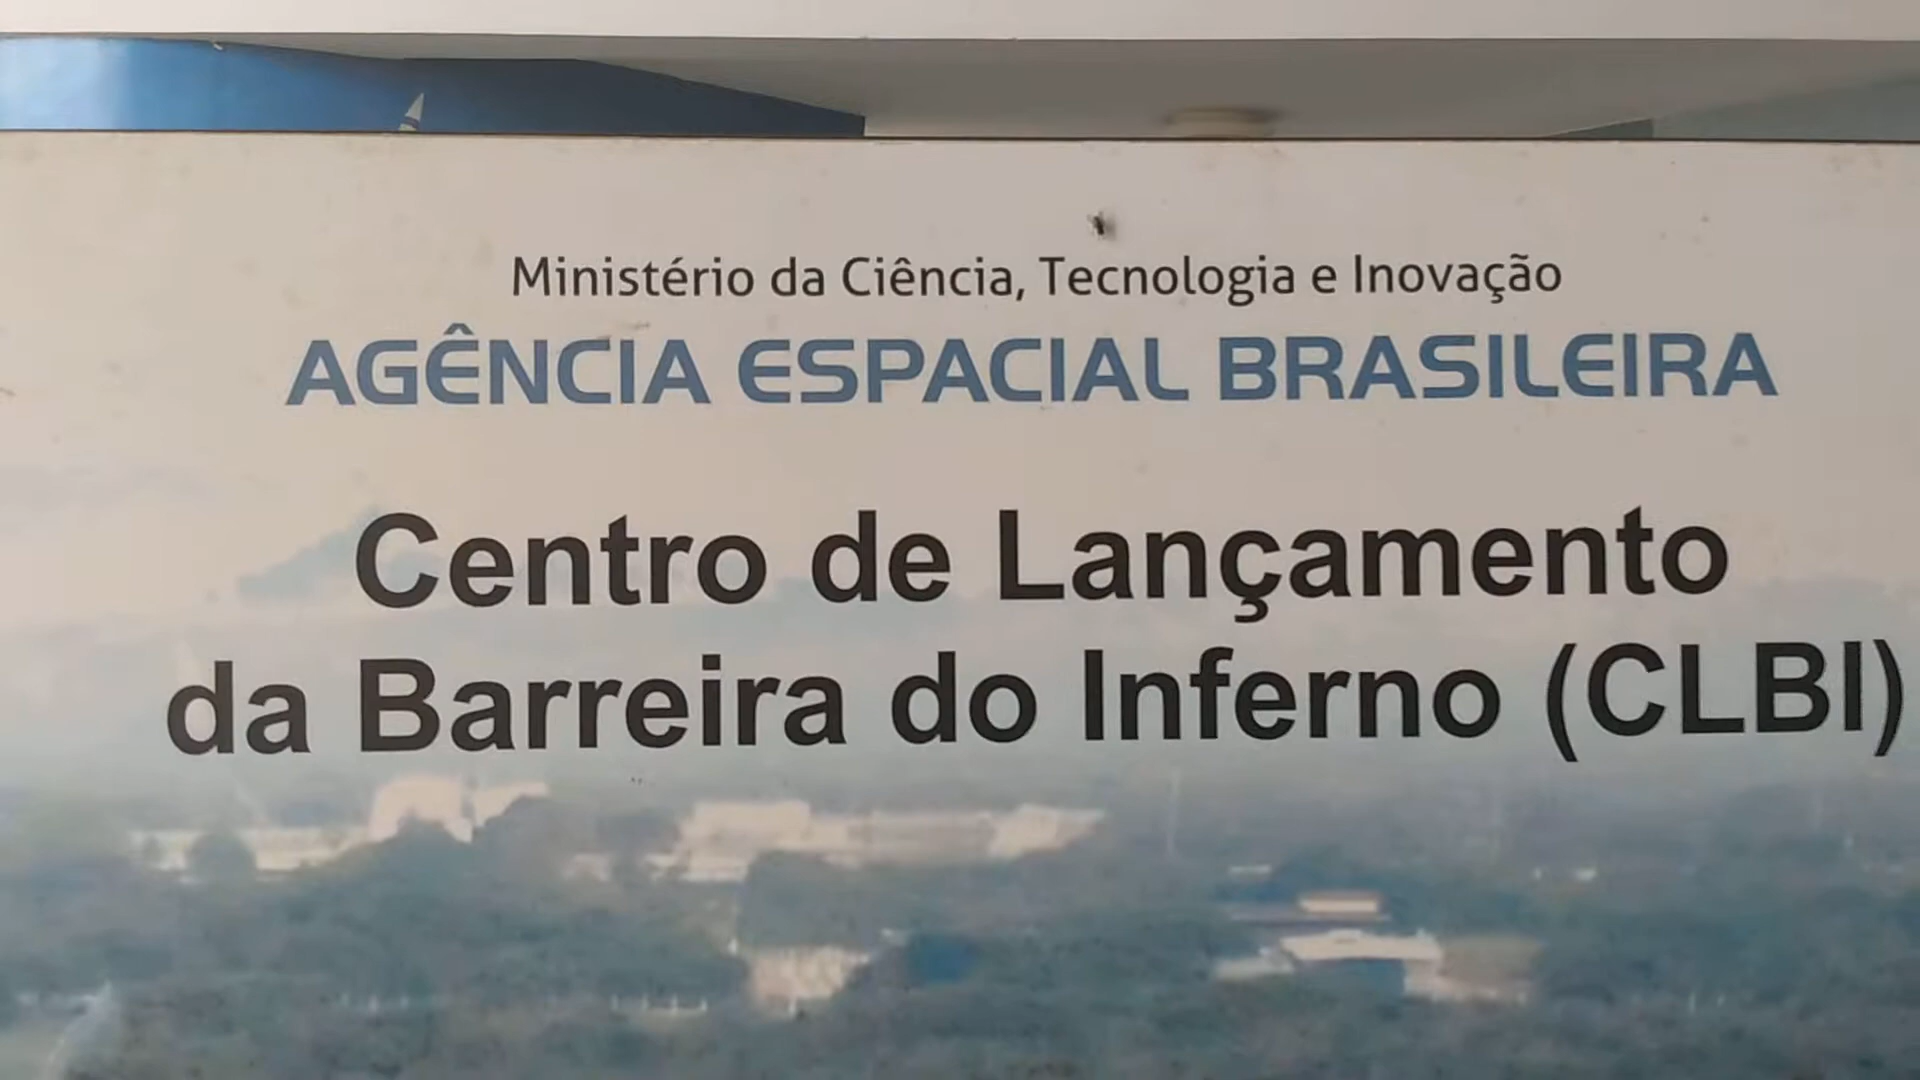 Ministério da Ciência, Tecnologia e Inovação
AGÊNCIA ESPACIAL BRASILEIRA
Centro de Lançamento
da Barreira do Inferno (CLBI)